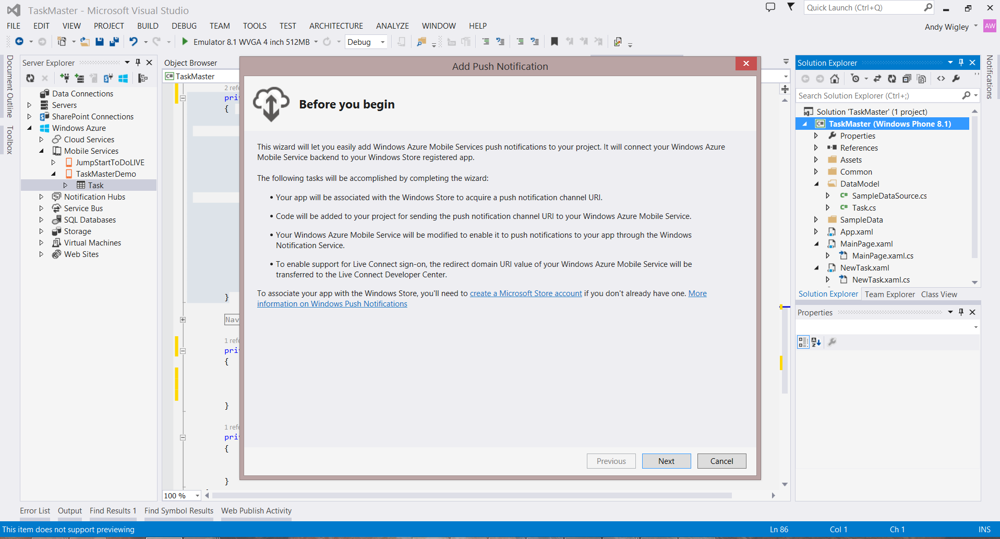 TaskMaster - Microsoft Visual Studio
Quick Launch (Ctrl+Q)
FILE EDIT VIEW PROJECT BUILD DEBUG TEAM TOOLS TEST ARCHITECTURE ANALYZE WINDOW HELP
Andy Wigley AW
Emulator 8.1 WVGA 4 inch 512MB Debug
Document Outline
Toolbox
Server Explorer
Data Connections
Servers
SharePoint Connections
Windows Azure
Cloud Services
Mobile Services
JumpStartToDoLIVE
TaskMasterDemo
Task
Notification Hubs
Service Bus
SQL Databases
Storage
Virtual Machines
Web Sites
Object Browser
C# TaskMaster
2 refe
priv
{
}
Nav
1 refe
priv
{
}
1 refe
priv
{
}
100 %
Add Push Notification
Before you begin
This wizard will let you easily add Windows Azure Mobile Services push notifications to your project. It will connect your Windows Azure
Mobile Service backend to your Windows Store registered app.
The following tasks will be accomplished by completing the wizard:
• Your app will be associated with the Windows Store to acquire a push notification channel URI.
• Code will be added to your project for sending the push notification channel URI to your Windows Azure Mobile Service.
• Your Windows Azure Mobile Service will be modified to enable it to push notifications to your app through the Windows
Notification Service.
• To enable support for Live Connect sign-on, the redirect domain URI value of your Windows Azure Mobile Service will be
transferred to the Live Connect Developer Center.
To associate your app with the Windows Store, you'll need to create a Microsoft Store account if you don't already have one. More
information on Windows Push Notifications
Previous Next Cancel
Solution Explorer
Search Solution Explorer (Ctrl+;)
Solution 'TaskMaster' (1 project)
C# TaskMaster (Windows Phone 8.1)
Properties
References
Assets
Common
DataModel
C# SampleDataSource.cs
C# Task.cs
SampleData
App.xaml
MainPage.xaml
MainPage.xaml.cs
NewTask.xaml
NewTask.xaml.cs
Solution Explorer Team Explorer Class View
Properties
Notifications
Error List Output Find Results 1 Find Symbol Results Web Publish Activity
This item does not support previewing Ln 86 Col 1 Ch 1 INS